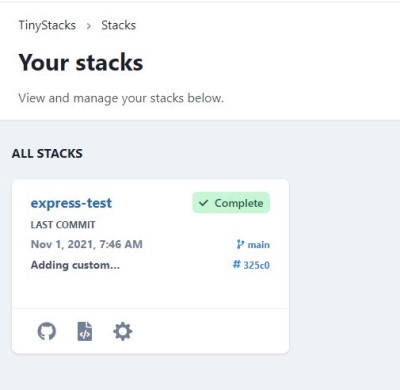 TinyStacks > Stacks
Your stacks
View and manage your stacks below.
ALL STACKS
express-test Complete
LAST COMMIT
Nov 1, 2021, 7:46 AM main
Adding custom... # 325c0